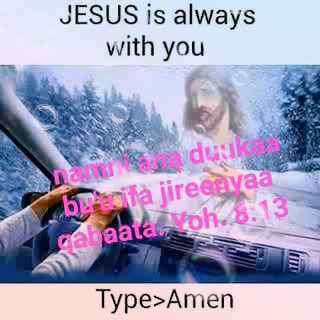 JESUS is always
with you
namni ana duukaa
bu'u ifa jireenyaa
qabaata. Yoh. 8:13
Type>Amen